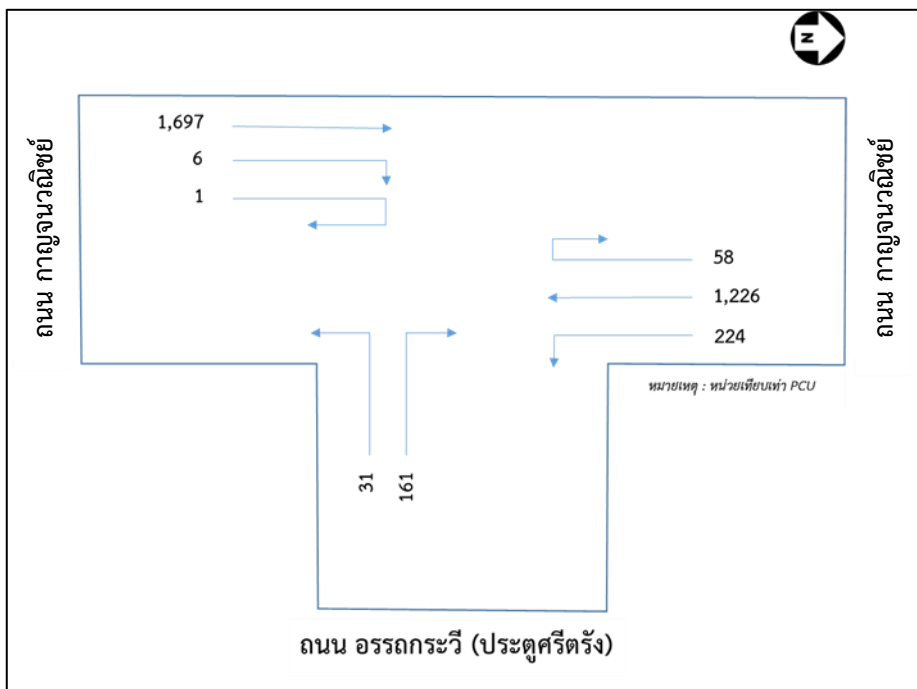 N
1,697
6
1
ถนน กาญจนวณิชย์
58
1,226
224
ถนน กาญจนวณิชย์
หมายเหตุ : หน่วยเทียบเท่า PCU
31
161
ถนน อรรถกระวี (ประตูศรีตรัง)